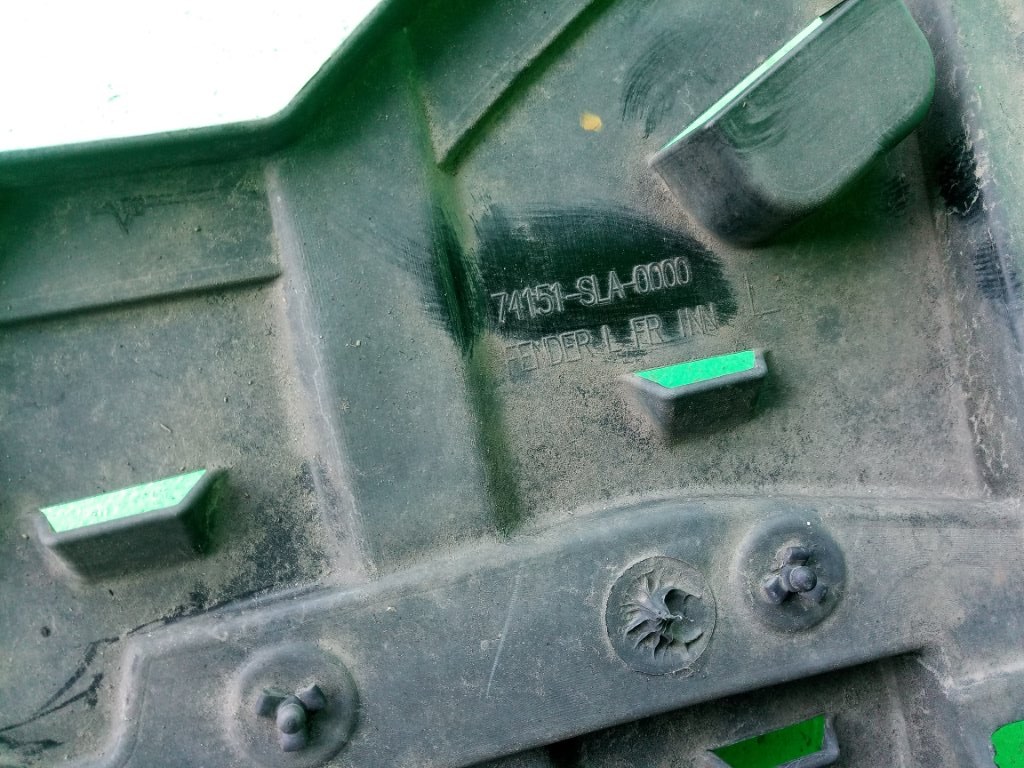 74151-SLA-0000
FENDER L FR INN L